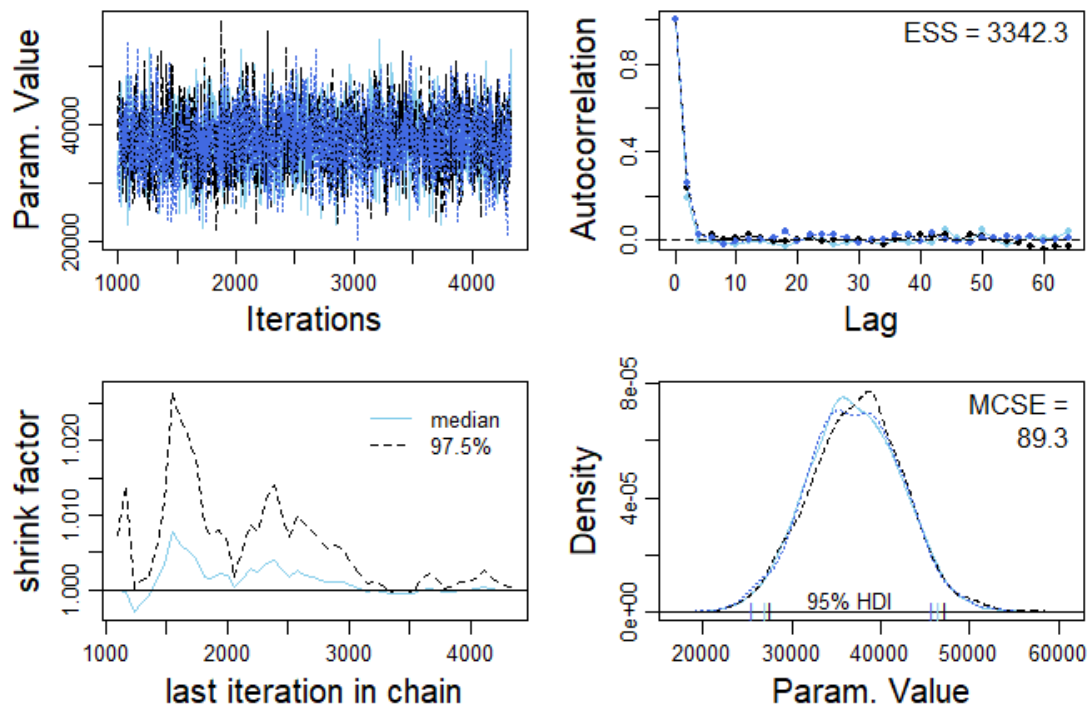 Param. Value
20000
40000
1000
2000
3000
4000
Iterations
Autocorrelation
0.0
0.4
0.8
ESS = 3342.3
0
10
20
30
40
50
60
Lag
shrink factor
1.000
1.010
1.020
median
97.5%
1000
2000
3000
4000
last iteration in chain
Density
0e+00
4e-05
8e-05
MCSE =
89.3
95% HDI
20000
30000
40000
50000
60000
Param. Value